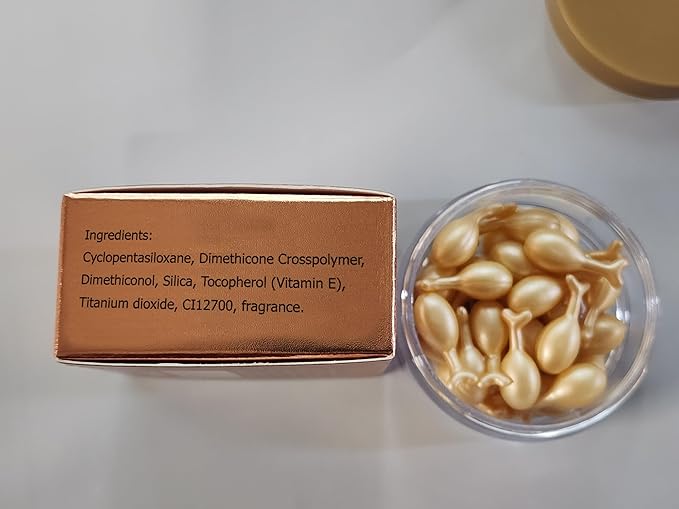 Ingredients:
Cyclopentasiloxane, Dimethicone Crosspolymer,
Dimethiconol, Silica, Tocopherol (Vitamin E),
Titanium dioxide, CI12700, fragrance.